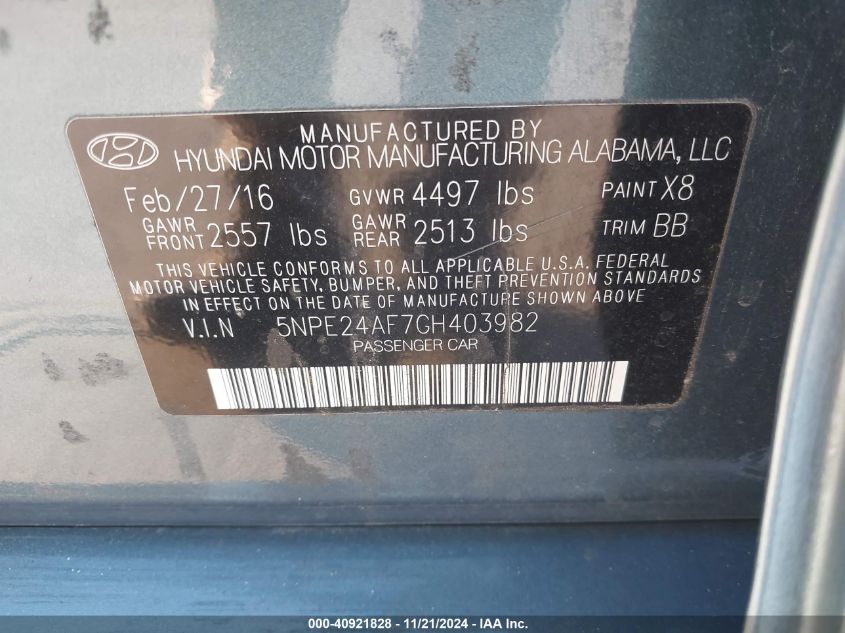 MANUFACTURED BY
HYUNDAI MOTOR MANUFACTURING ALABAMA, LLC
Feb/27/16 GVWR 4497 lbs PAINT X8
GAWR FRONT 2557 lbs GAWR REAR 2513 lbs TRIM BB
THIS VEHICLE CONFORMS TO ALL APPLICABLE U.S.A. FEDERAL
MOTOR VEHICLE SAFETY, BUMPER, AND THEFT PREVENTION STANDARDS
IN EFFECT ON THE DATE OF MANUFACTURE SHOWN ABOVE.
V.I.N 5NPE24AF7GH403982
PASSENGER CAR
000-40921828 - 11/21/2024 - IAA Inc.